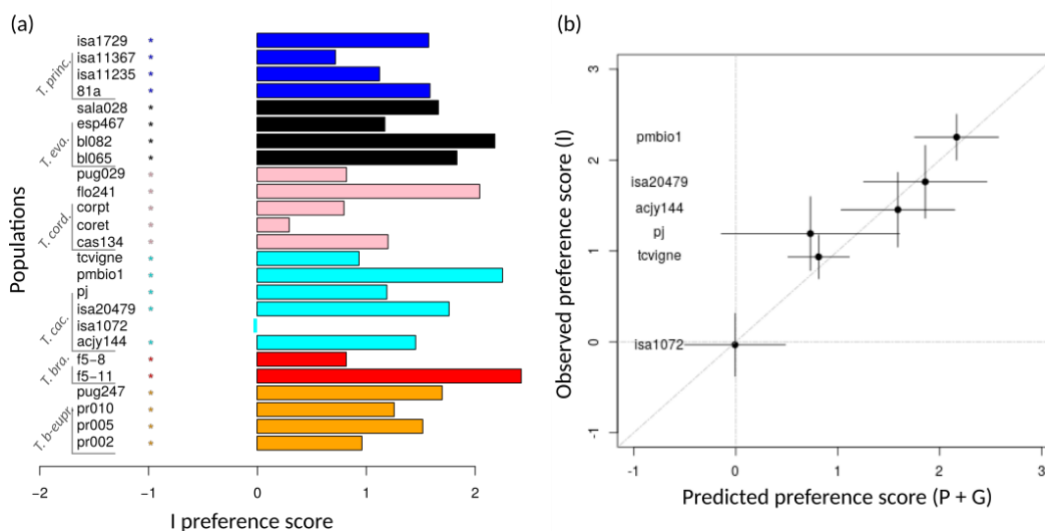 (a)
isa1729 *
isa11367 *
isa11235 *
81a *
T. princ.
sala028 *
esp467 *
bl082 *
bl065 *
T. eva.
pug029 *
flo241 *
corpt *
coret *
cas134 *
T. cord.
tcvigne *
pmbio1 *
pj *
isa20479 *
isa1072
acjy144 *
T. cac.
f5-8 *
f5-11 *
T. bra.
pug247 *
pr010 *
pr005 *
pr002 *
T. b-eupr.
Populations
-2 -1 0 1 2
I preference score
(b)
3
2
1
0
-1
Observed preference score (I)
pmbio1
isa20479
acjy144
pj
tcvigne
isa1072
-1 0 1 2 3
Predicted preference score (P + G)